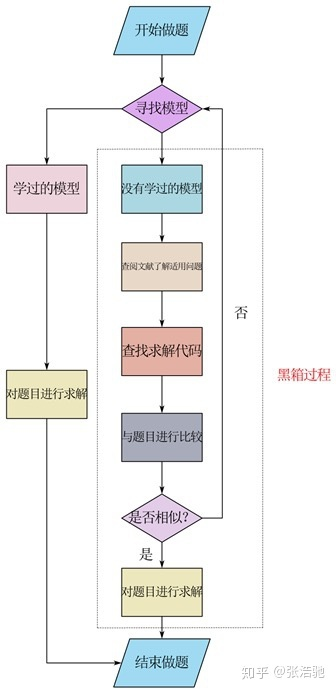 开始做题
寻找模型
学过的模型
没有学过的模型
查阅文献了解适用问题
否
查找求解代码
黑箱过程
对题目进行求解
与题目进行比较
是否相似？
是
对题目进行求解
结束做题
知乎 @张浩驰